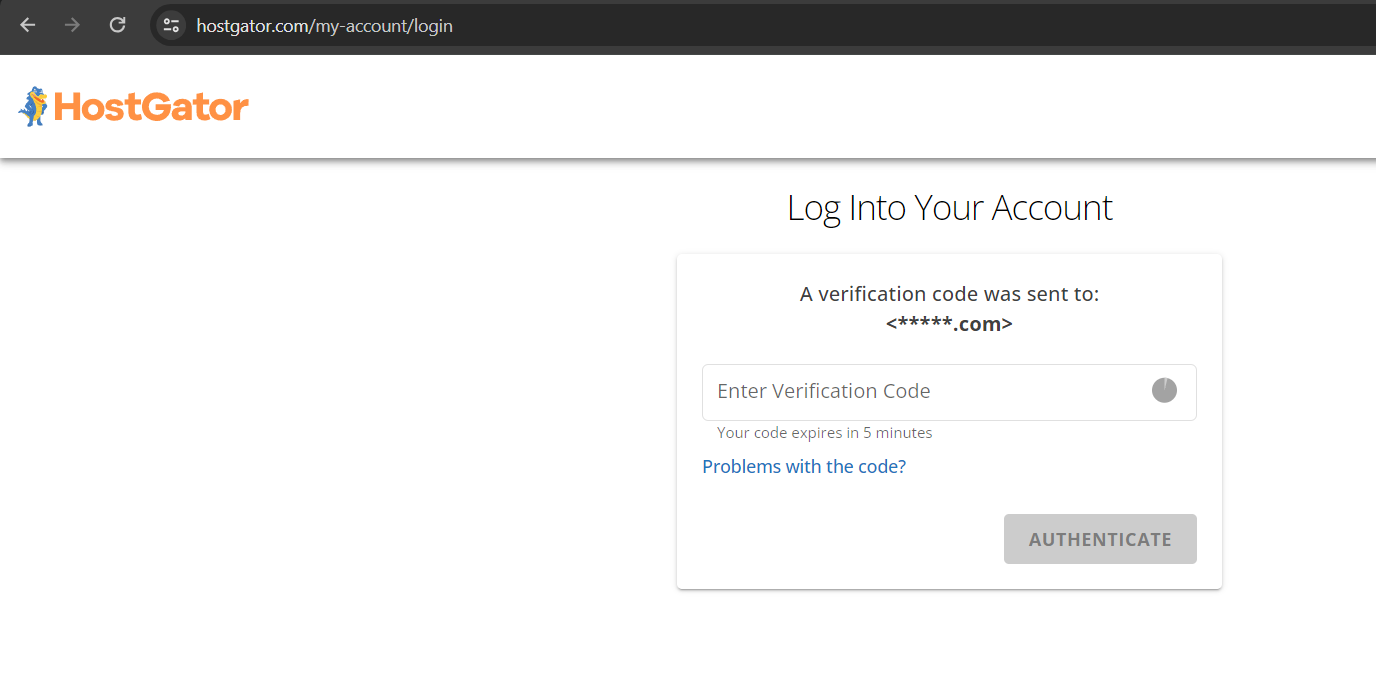 hostgator.com/my-account/login
HostGator
Log Into Your Account
A verification code was sent to:
<*****.com>
Enter Verification Code
Your code expires in 5 minutes
Problems with the code?
AUTHENTICATE